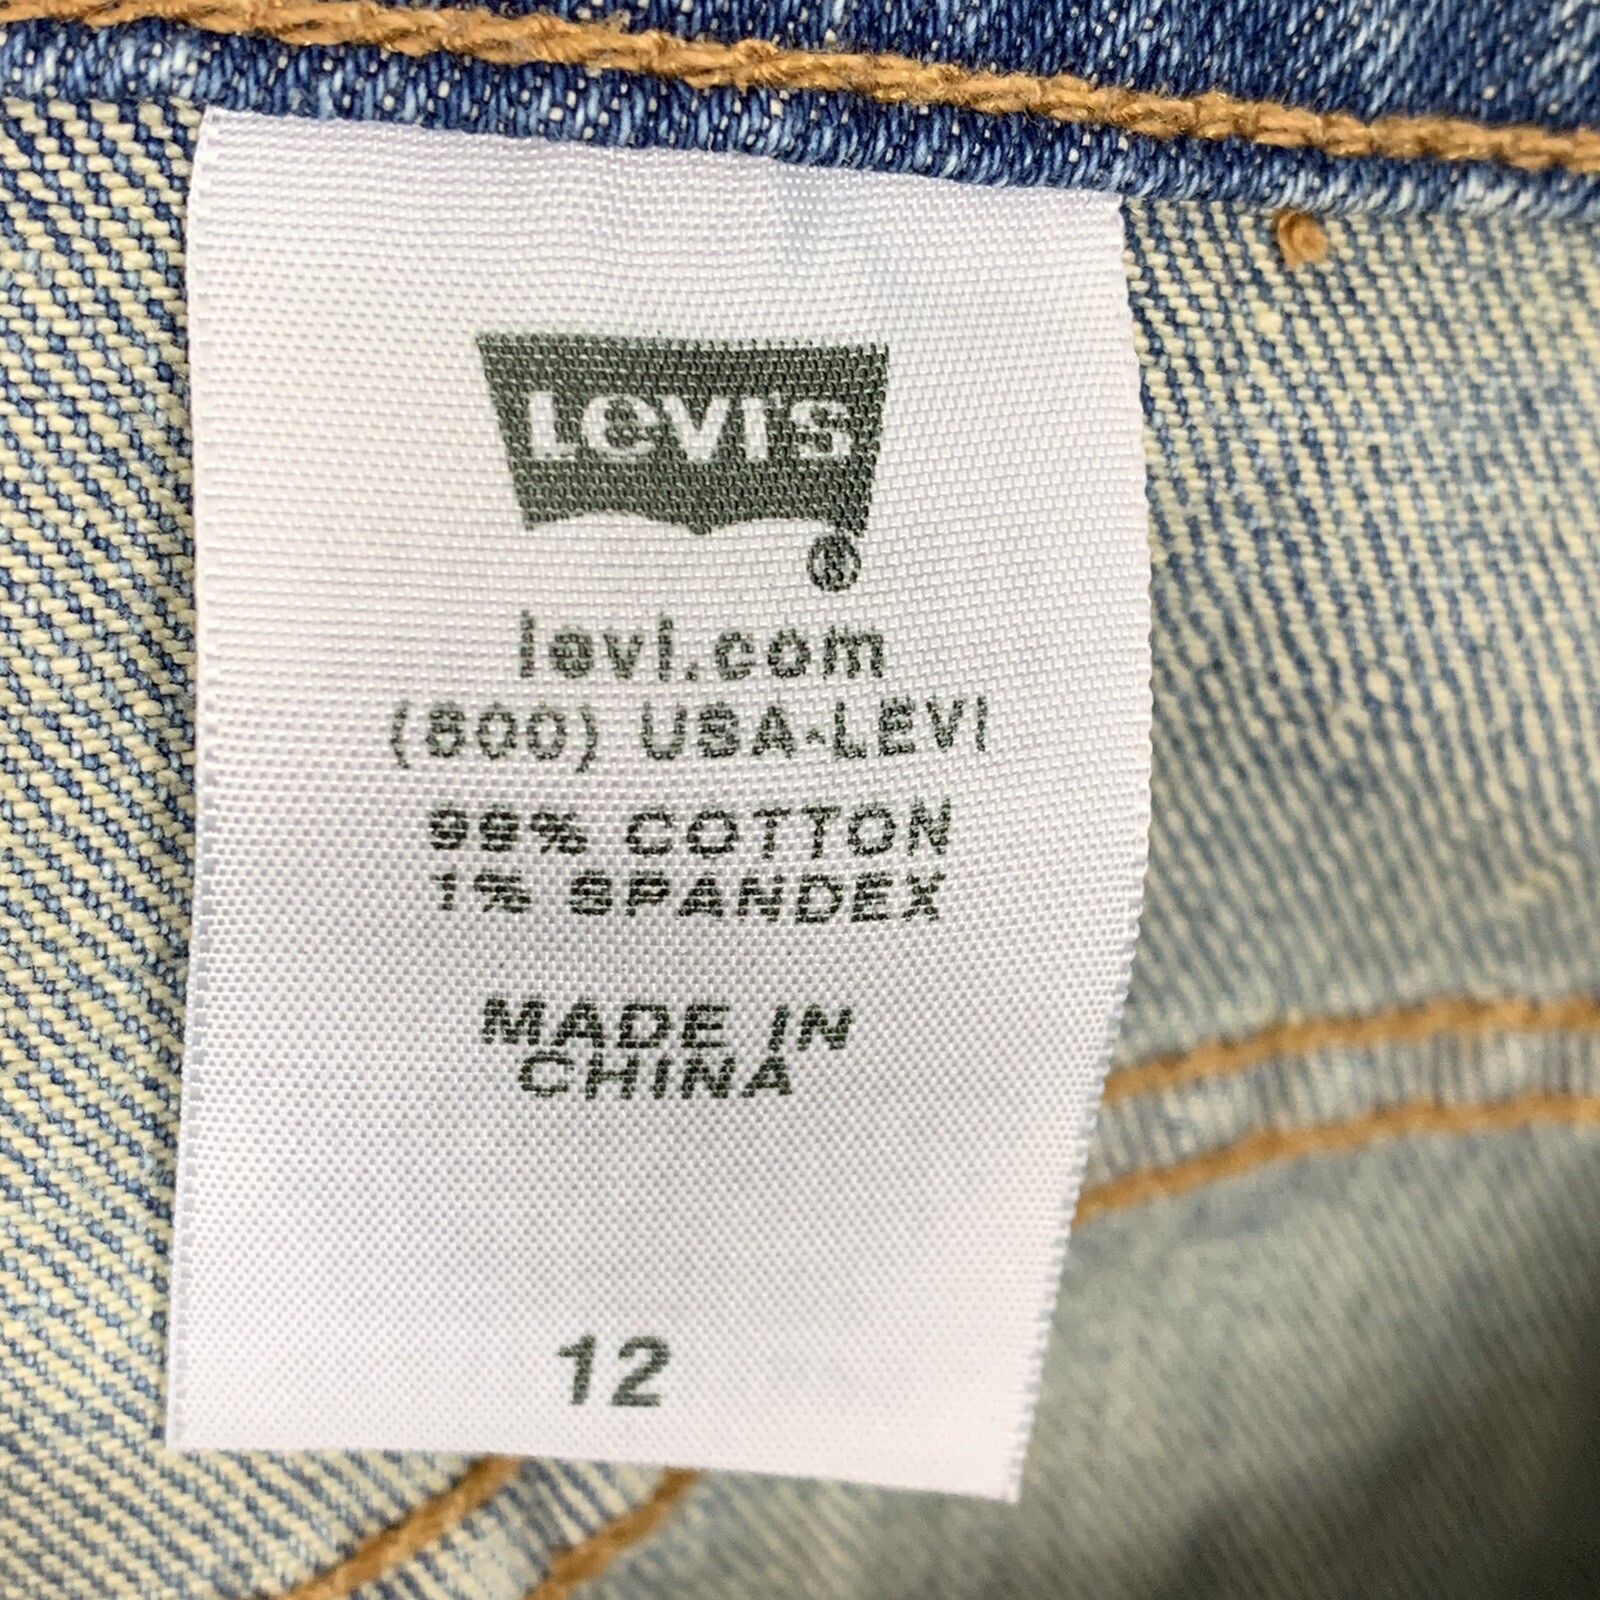 LEVI'S
®
levi.com
(800) USA-LEVI
99% COTTON
1% SPANDEX
MADE IN
CHINA
12